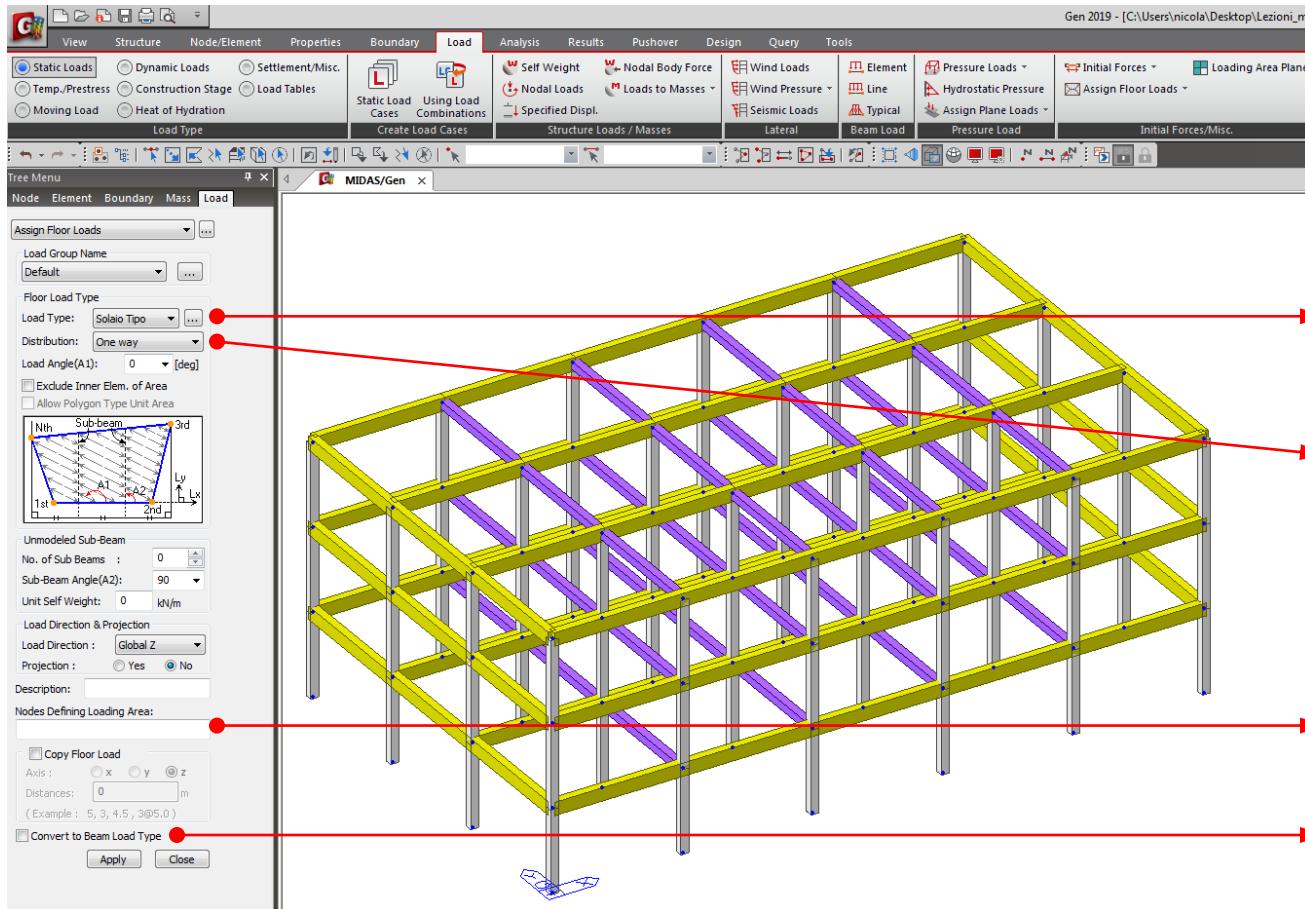 Gen 2019 - [C:\Users\nicola\Desktop\Lezioni_m
View Structure Node/Element Properties Boundary Load Analysis Results Pushover Design Query Tools
Static Loads Dynamic Loads Settlement/Misc.
Temp./Prestress Construction Stage Load Tables
Moving Load Heat of Hydration
Load Type
Static Load Cases Using Load Combinations
Create Load Cases
Self Weight Nodal Body Force
Nodal Loads Loads to Masses
Specified Displ.
Structure Loads / Masses
Wind Loads
Wind Pressure
Seismic Loads
Lateral
Element
Line
Typical
Beam Load
Pressure Loads
Hydrostatic Pressure
Assign Plane Loads
Pressure Load
Initial Forces Loading Area Plane
Assign Floor Loads
Initial Forces/Misc.
Tree Menu
MIDAS/Gen
Node Element Boundary Mass Load
Assign Floor Loads ...
Load Group Name
Default ...
Floor Load Type
Load Type: Solaio Tipo ...
Distribution: One way
Load Angle(A1): 0 [deg]
Exclude Inner Elem. of Area
Allow Polygon Type Unit Area
Nth Sub-beam 3rd
A1 A2 Ly Lx
1st 2nd
Unmodeled Sub-Beam
No. of Sub Beams : 0
Sub-Beam Angle(A2): 90
Unit Self Weight: 0 kN/m
Load Direction & Projection
Load Direction : Global Z
Projection : Yes No
Description:
Nodes Defining Loading Area:
Copy Floor Load
Axis : x y z
Distances: 0 m
( Example : 5, 3, 4.5 , 3@5.0 )
Convert to Beam Load Type
Apply Close